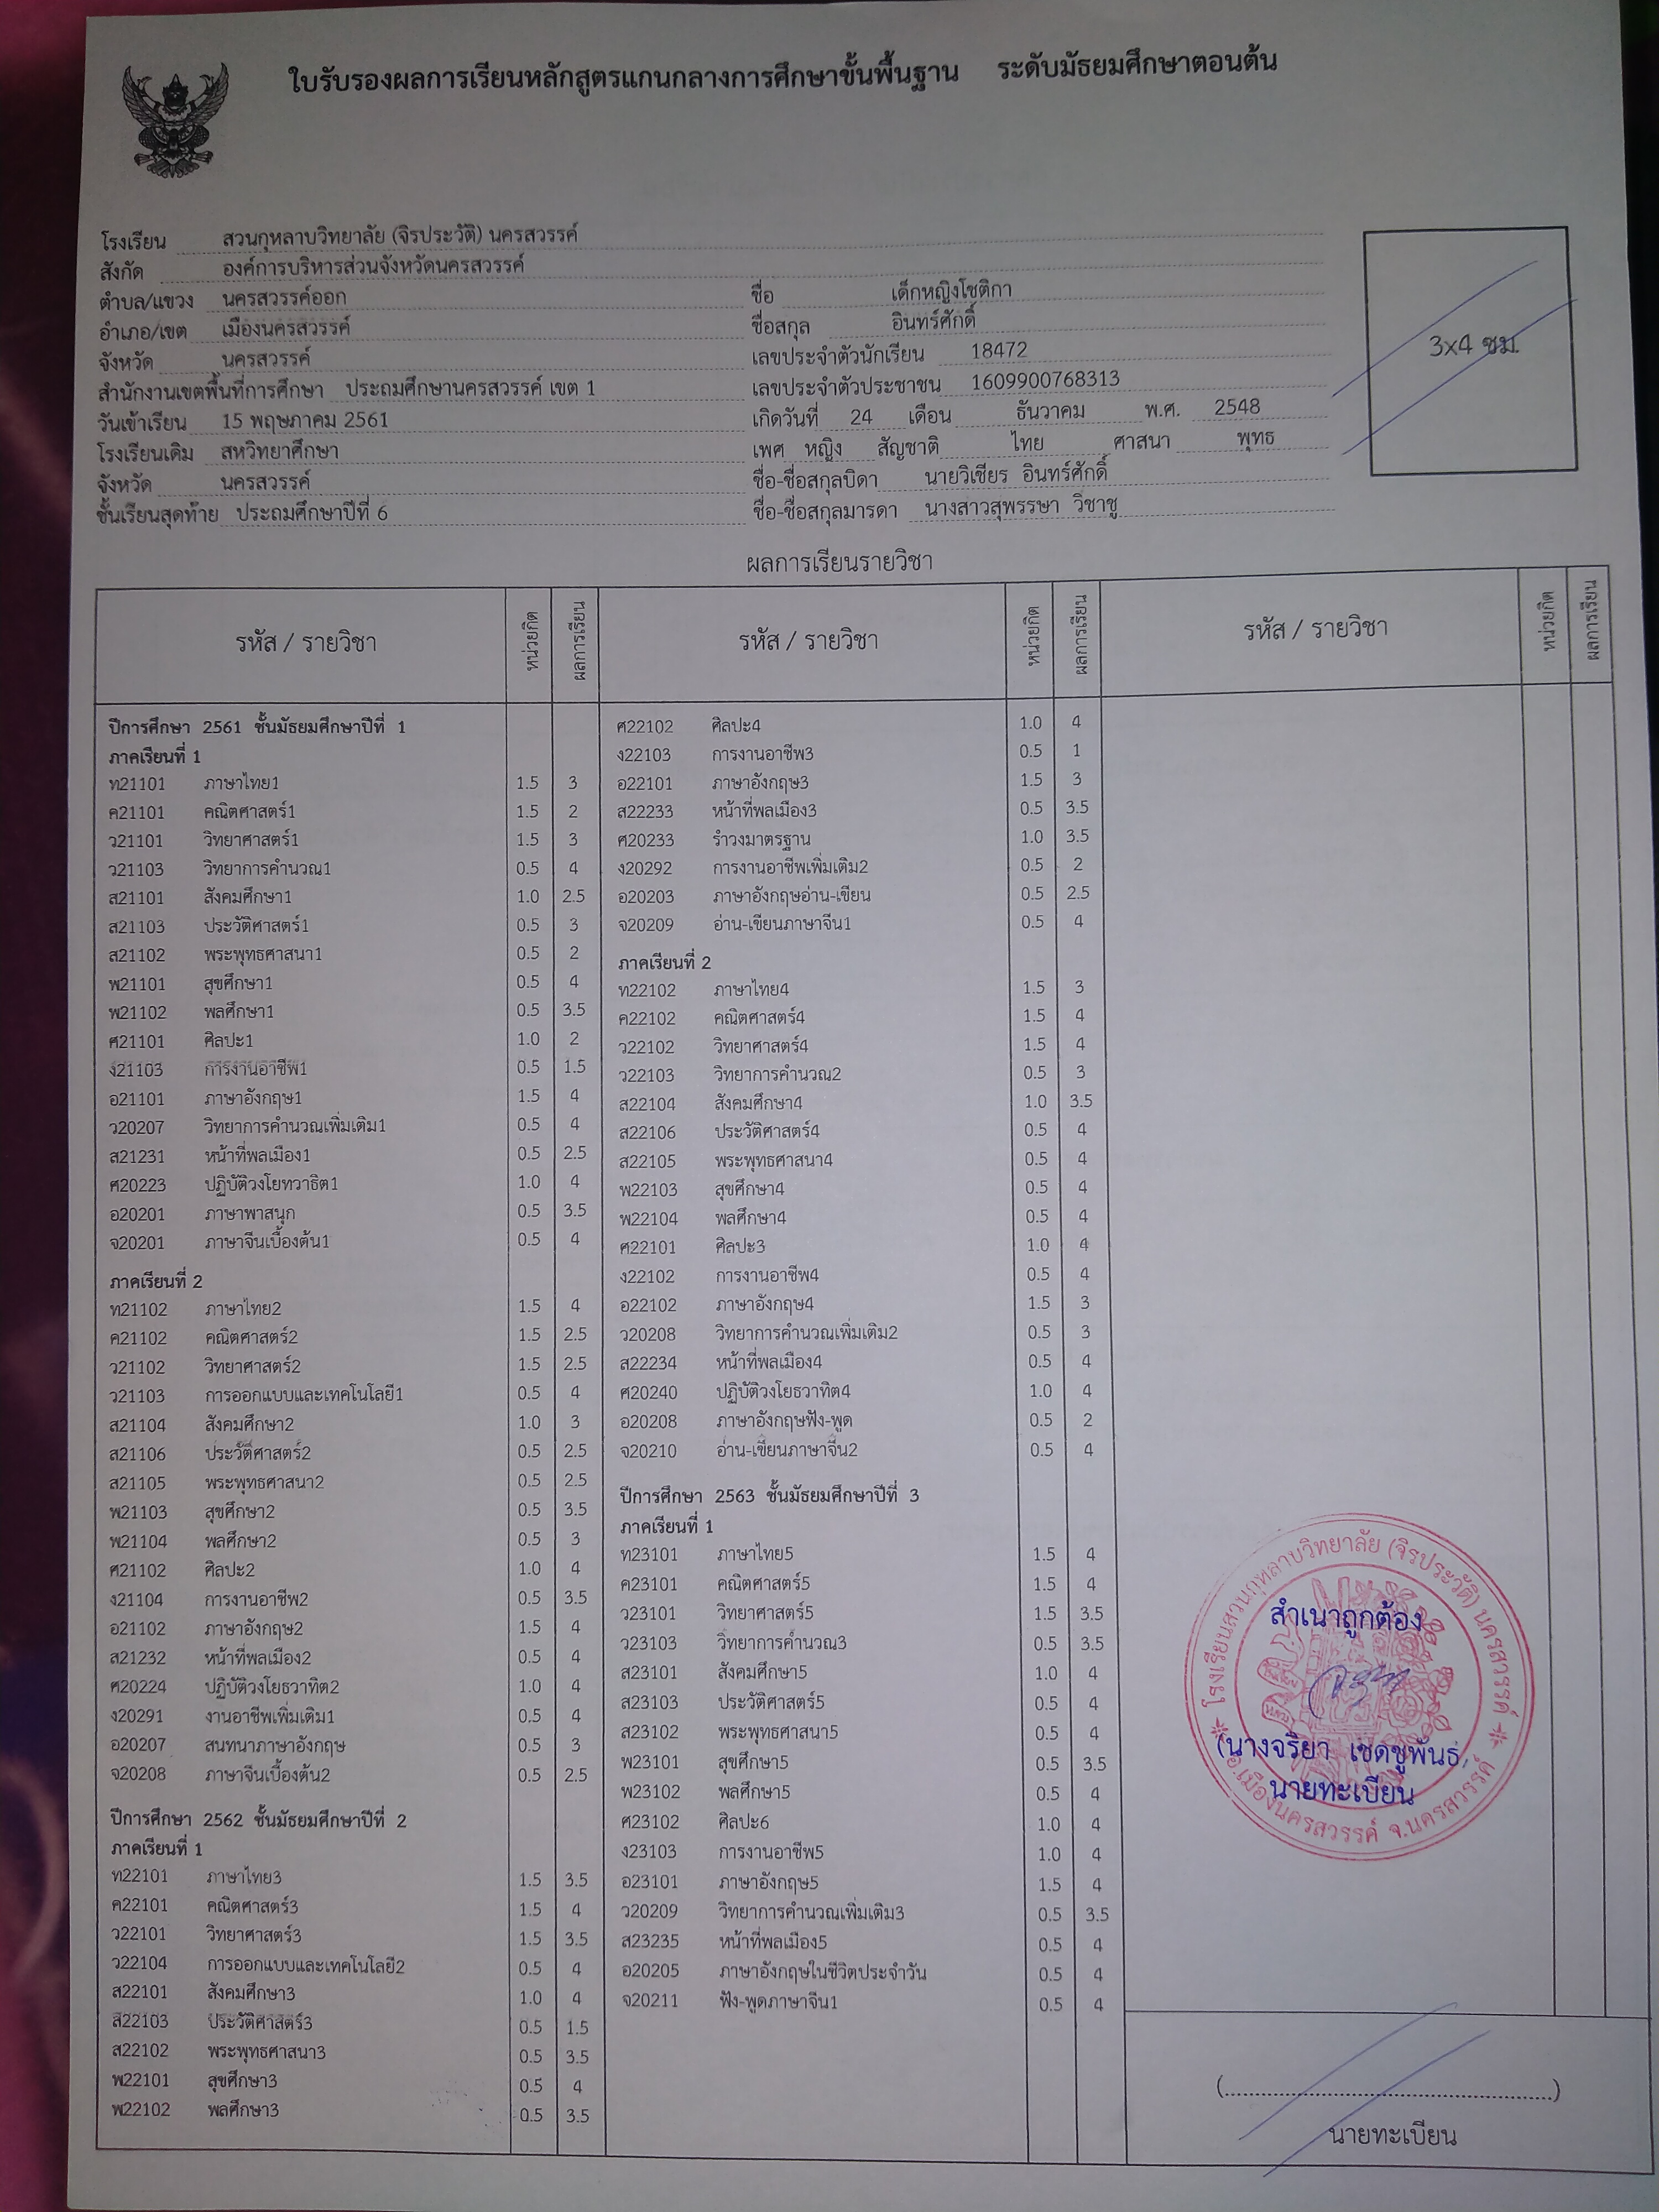 ใบรับรองผลการเรียนหลักสูตรแกนกลางการศึกษาขั้นพื้นฐาน ระดับมัธยมศึกษาตอนต้น
โรงเรียน สวนกุหลาบวิทยาลัย (จิรประวัติ) นครสวรรค์
สังกัด องค์การบริหารส่วนจังหวัดนครสวรรค์
ตำบล/แขวง นครสวรรค์ออก
อำเภอ/เขต เมืองนครสวรรค์
จังหวัด นครสวรรค์
สำนักงานเขตพื้นที่การศึกษา ประถมศึกษานครสวรรค์ เขต 1
วันเข้าเรียน 15 พฤษภาคม 2561
โรงเรียนเดิม สหวิทยาศึกษา
จังหวัด นครสวรรค์
ชั้นเรียนสุดท้าย ประถมศึกษาปีที่ 6
ชื่อ เด็กหญิงโชติกา
ชื่อสกุล อินทร์ศักดิ์
เลขประจำตัวนักเรียน 18472
เลขประจำตัวประชาชน 1609900768313
เกิดวันที่ 24 เดือน ธันวาคม พ.ศ. 2548
เพศ หญิง สัญชาติ ไทย ศาสนา พุทธ
ชื่อ-ชื่อสกุลบิดา นายวิเชียร อินทร์ศักดิ์
ชื่อ-ชื่อสกุลมารดา นางสาวสุพรรษา วิชาชู
3x4 ซม.
ผลการเรียนรายวิชา
รหัส / รายวิชา หน่วยกิต ผลการเรียน
ปีการศึกษา 2561 ชั้นมัธยมศึกษาปีที่ 1
ภาคเรียนที่ 1
ท21101 ภาษาไทย1 1.5 3
ค21101 คณิตศาสตร์1 1.5 2
ว21101 วิทยาศาสตร์1 1.5 3
ว21103 วิทยาการคำนวณ1 0.5 4
ส21101 สังคมศึกษา1 1.0 2.5
ส21103 ประวัติศาสตร์1 0.5 3
ส21102 พระพุทธศาสนา1 0.5 2
พ21101 สุขศึกษา1 0.5 4
พ21102 พลศึกษา1 0.5 3.5
ศ21101 ศิลปะ1 1.0 2
ง21103 การงานอาชีพ1 0.5 1.5
อ21101 ภาษาอังกฤษ1 1.5 4
ว20207 วิทยาการคำนวณเพิ่มเติม1 0.5 4
ส21231 หน้าที่พลเมือง1 0.5 2.5
ศ20223 ปฏิบัติวงโยทวาธิต1 1.0 4
อ20201 ภาษาพาสนุก 0.5 3.5
จ20201 ภาษาจีนเบื้องต้น1 0.5 4
ภาคเรียนที่ 2
ท21102 ภาษาไทย2 1.5 4
ค21102 คณิตศาสตร์2 1.5 2.5
ว21102 วิทยาศาสตร์2 1.5 2.5
ว21103 การออกแบบและเทคโนโลยี1 0.5 4
ส21104 สังคมศึกษา2 1.0 3
ส21106 ประวัติศาสตร์2 0.5 2.5
ส21105 พระพุทธศาสนา2 0.5 2.5
พ21103 สุขศึกษา2 0.5 3.5
พ21104 พลศึกษา2 0.5 3
ศ21102 ศิลปะ2 1.0 4
ง21104 การงานอาชีพ2 0.5 3.5
อ21102 ภาษาอังกฤษ2 1.5 4
ส21232 หน้าที่พลเมือง2 0.5 4
ศ20224 ปฏิบัติวงโยธวาทิต2 1.0 4
ง20291 งานอาชีพเพิ่มเติม1 0.5 4
อ20207 สนทนาภาษาอังกฤษ 0.5 3
จ20208 ภาษาจีนเบื้องต้น2 0.5 2.5
ปีการศึกษา 2562 ชั้นมัธยมศึกษาปีที่ 2
ภาคเรียนที่ 1
ท22101 ภาษาไทย3 1.5 3.5
ค22101 คณิตศาสตร์3 1.5 4
ว22101 วิทยาศาสตร์3 1.5 3.5
ว22104 การออกแบบและเทคโนโลยี2 0.5 4
ส22101 สังคมศึกษา3 1.0 4
ส22103 ประวัติศาสตร์3 0.5 1.5
ส22102 พระพุทธศาสนา3 0.5 3.5
พ22101 สุขศึกษา3 0.5 4
พ22102 พลศึกษา3 0.5 3.5
รหัส / รายวิชา หน่วยกิต ผลการเรียน
ศ22102 ศิลปะ4 1.0 4
ง22103 การงานอาชีพ3 0.5 1
อ22101 ภาษาอังกฤษ3 1.5 3
ส22233 หน้าที่พลเมือง3 0.5 3.5
ศ20233 รำวงมาตรฐาน 1.0 3.5
ง20292 การงานอาชีพเพิ่มเติม2 0.5 2
อ20203 ภาษาอังกฤษอ่าน-เขียน 0.5 2.5
จ20209 อ่าน-เขียนภาษาจีน1 0.5 4
ภาคเรียนที่ 2
ท22102 ภาษาไทย4 1.5 3
ค22102 คณิตศาสตร์4 1.5 4
ว22102 วิทยาศาสตร์4 1.5 4
ว22103 วิทยาการคำนวณ2 0.5 3
ส22104 สังคมศึกษา4 1.0 3.5
ส22106 ประวัติศาสตร์4 0.5 4
ส22105 พระพุทธศาสนา4 0.5 4
พ22103 สุขศึกษา4 0.5 4
พ22104 พลศึกษา4 0.5 4
ศ22101 ศิลปะ3 1.0 4
ง22102 การงานอาชีพ4 0.5 4
อ22102 ภาษาอังกฤษ4 1.5 3
ว20208 วิทยาการคำนวณเพิ่มเติม2 0.5 3
ส22234 หน้าที่พลเมือง4 0.5 4
ศ20240 ปฏิบัติวงโยธวาทิต4 1.0 4
อ20208 ภาษาอังกฤษฟัง-พูด 0.5 2
จ20210 อ่าน-เขียนภาษาจีน2 0.5 4
ปีการศึกษา 2563 ชั้นมัธยมศึกษาปีที่ 3
ภาคเรียนที่ 1
ท23101 ภาษาไทย5 1.5 4
ค23101 คณิตศาสตร์5 1.5 4
ว23101 วิทยาศาสตร์5 1.5 3.5
ว23103 วิทยาการคำนวณ3 0.5 3.5
ส23101 สังคมศึกษา5 1.0 4
ส23103 ประวัติศาสตร์5 0.5 4
ส23102 พระพุทธศาสนา5 0.5 4
พ23101 สุขศึกษา5 0.5 3.5
พ23102 พลศึกษา5 0.5 4
ศ23102 ศิลปะ6 1.0 4
ง23103 การงานอาชีพ5 1.0 4
อ23101 ภาษาอังกฤษ5 1.5 4
ว20209 วิทยาการคำนวณเพิ่มเติม3 0.5 3.5
ส23235 หน้าที่พลเมือง5 0.5 4
อ20205 ภาษาอังกฤษในชีวิตประจำวัน 0.5 4
จ20211 ฟัง-พูดภาษาจีน1 0.5 4
รหัส / รายวิชา หน่วยกิต ผลการเรียน
โรงเรียนสวนกุหลาบวิทยาลัย (จิรประวัติ) นครสวรรค์
อ.เมืองนครสวรรค์ จ.นครสวรรค์
สำเนาถูกต้อง
(นางจริยา เชดชูพันธ์
นายทะเบียน
(..................................................)
นายทะเบียน